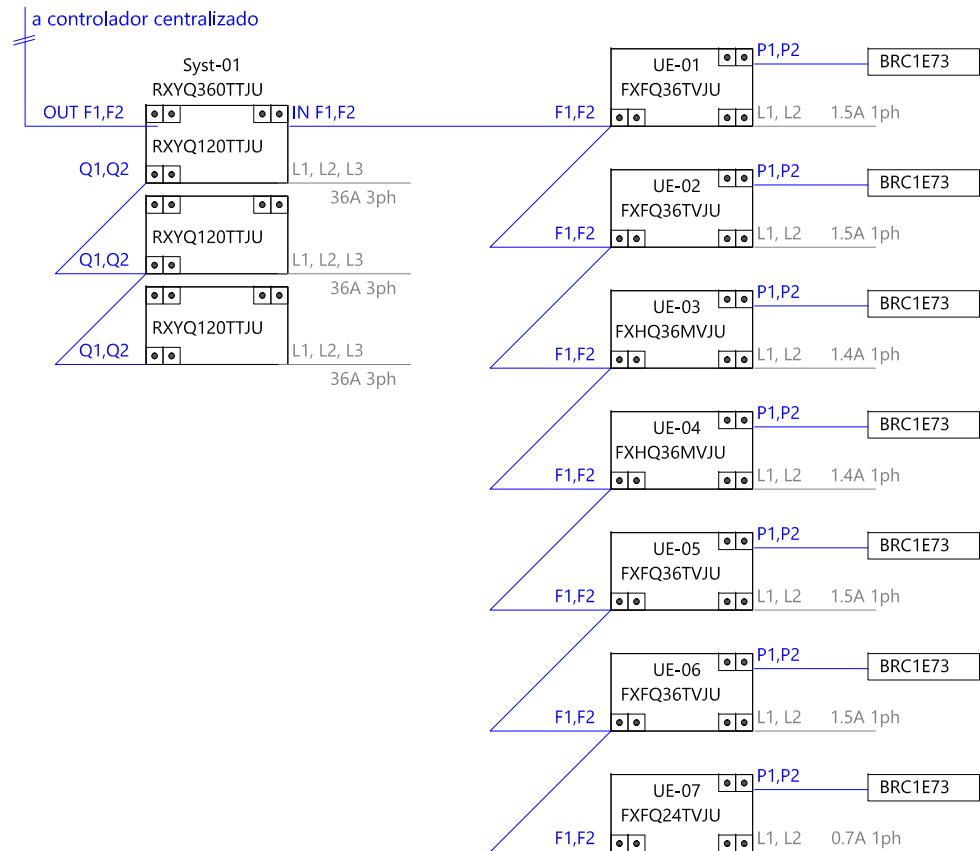 a controlador centralizado
Syst-01
RXYQ360TTJU
OUT F1,F2
IN F1,F2
RXYQ120TTJU
Q1,Q2
L1, L2, L3
36A 3ph
RXYQ120TTJU
Q1,Q2
L1, L2, L3
36A 3ph
RXYQ120TTJU
Q1,Q2
L1, L2, L3
36A 3ph
UE-01
FXFQ36TVJU
P1,P2
BRC1E73
F1,F2
L1, L2 1.5A 1ph
UE-02
FXFQ36TVJU
P1,P2
BRC1E73
F1,F2
L1, L2 1.5A 1ph
UE-03
FXHQ36MVJU
P1,P2
BRC1E73
F1,F2
L1, L2 1.4A 1ph
UE-04
FXHQ36MVJU
P1,P2
BRC1E73
F1,F2
L1, L2 1.4A 1ph
UE-05
FXFQ36TVJU
P1,P2
BRC1E73
F1,F2
L1, L2 1.5A 1ph
UE-06
FXFQ36TVJU
P1,P2
BRC1E73
F1,F2
L1, L2 1.5A 1ph
UE-07
FXFQ24TVJU
P1,P2
BRC1E73
F1,F2
L1, L2 0.7A 1ph